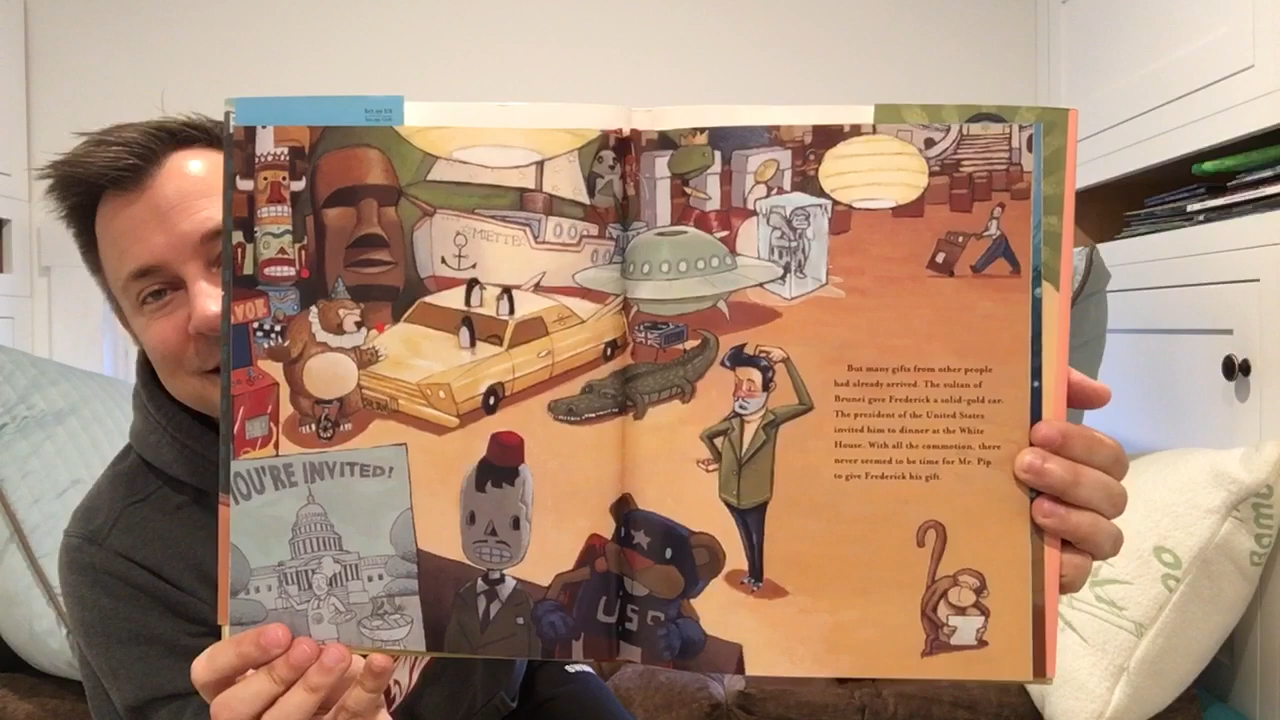 MIETTE
VOX
YOU'RE INVITED!
USC
But many gifts from other people
had already arrived. The sultan of
Brunei gave Frederick a solid-gold car.
The president of the United States
invited him to dinner at the White
House. With all the commotion, there
never seemed to be time for Mr. Pip
to give Frederick his gift.